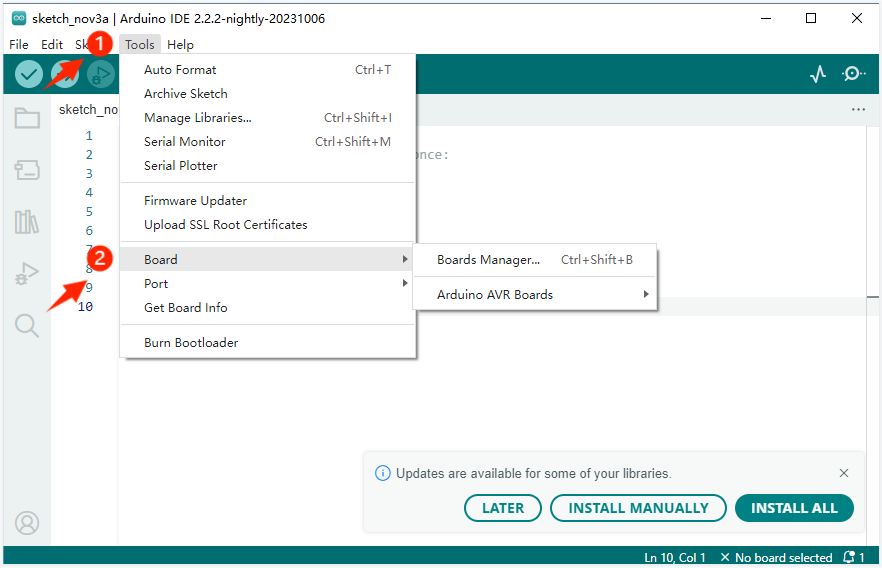 sketch_nov3a | Arduino IDE 2.2.2-nightly-20231006
File Edit Sk 1 Tools Help
Auto Format Ctrl+T
Archive Sketch
Manage Libraries... Ctrl+Shift+I
Serial Monitor Ctrl+Shift+M
Serial Plotter
Firmware Updater
Upload SSL Root Certificates
Board
Port
Get Board Info
Burn Bootloader
Boards Manager... Ctrl+Shift+B
Arduino AVR Boards
sketch_no
1
2 once:
3
4
5
6
7
2
8
9
10
Updates are available for some of your libraries.
LATER INSTALL MANUALLY INSTALL ALL
Ln 10, Col 1 No board selected 1